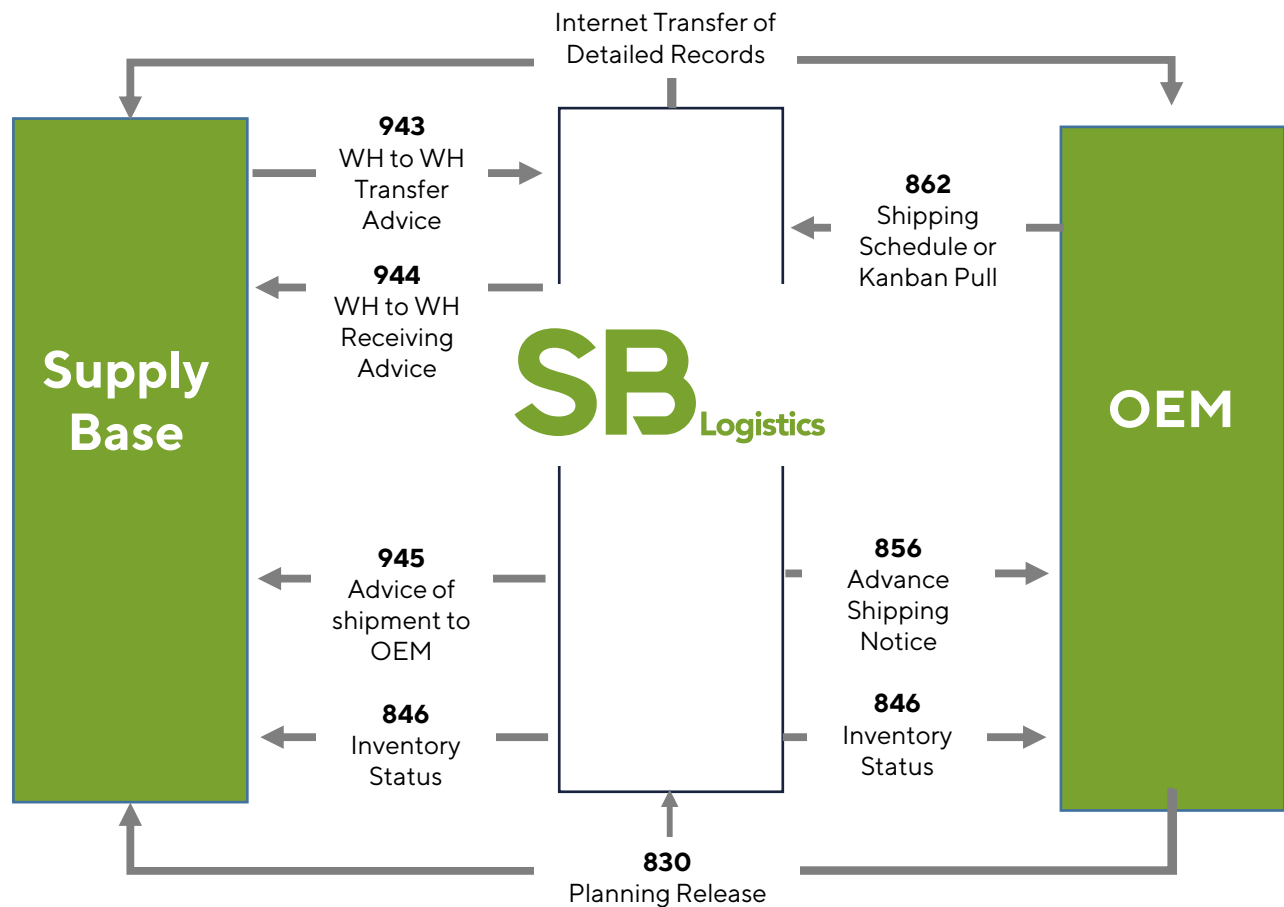 Internet Transfer of
Detailed Records
943
WH to WH
Transfer
Advice
862
Shipping
Schedule or
Kanban Pull
944
WH to WH
Receiving
Advice
Supply
Base
SB Logistics
OEM
945
Advice of
shipment to
OEM
856
Advance
Shipping
Notice
846
Inventory
Status
846
Inventory
Status
830
Planning Release